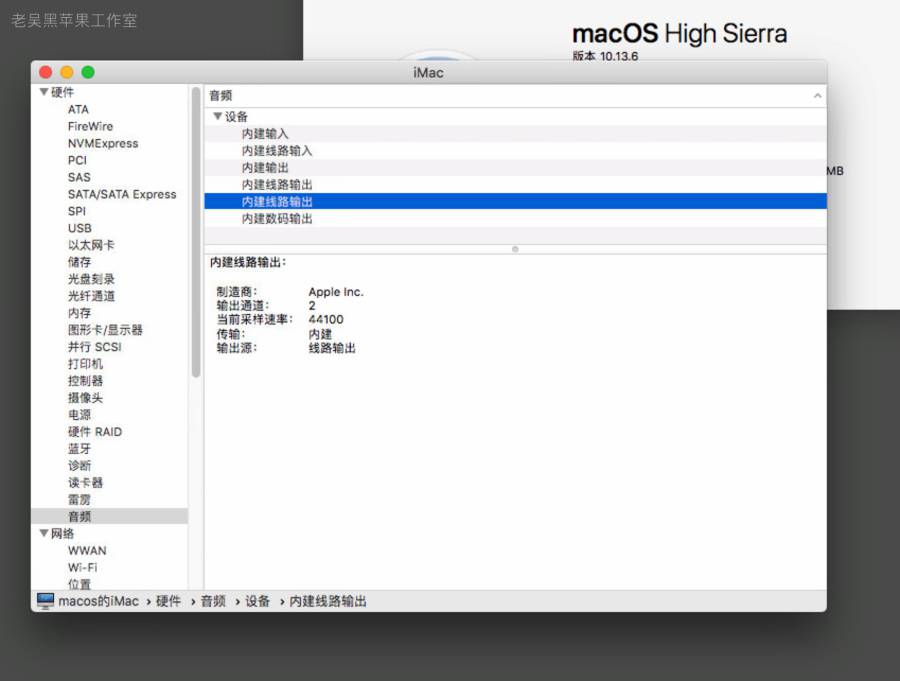 老吴黑苹果工作室
macOS High Sierra
版本 10.13.6
MB
iMac
硬件
ATA
FireWire
NVMExpress
PCI
SAS
SATA/SATA Express
SPI
USB
以太网卡
储存
光盘刻录
光纤通道
内存
图形卡/显示器
并行 SCSI
打印机
控制器
摄像头
电源
硬件 RAID
蓝牙
诊断
读卡器
雷雳
音频
网络
WWAN
Wi-Fi
位置
音频
设备
内建输入
内建线路输入
内建输出
内建线路输出
内建线路输出
内建数码输出
内建线路输出：
制造商： Apple Inc.
输出通道： 2
当前采样速率： 44100
传输： 内建
输出源： 线路输出
macos的iMac › 硬件 › 音频 › 设备 › 内建线路输出